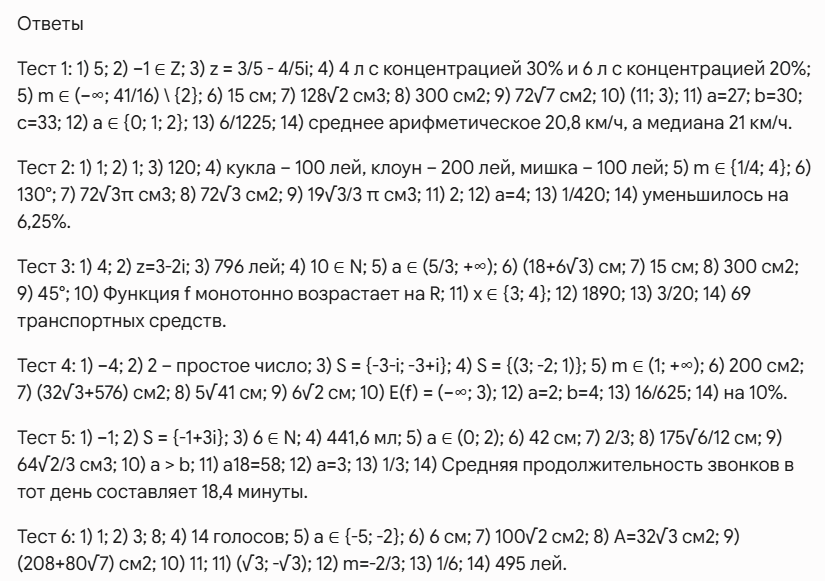 Ответы
Тест 1: 1) 5; 2) −1 ∈ Z; 3) z = 3/5 - 4/5i; 4) 4 л с концентрацией 30% и 6 л с концентрацией 20%;
5) m ∈ (−∞; 41/16) \ {2}; 6) 15 см; 7) 128√2 см3; 8) 300 см2; 9) 72√7 см2; 10) (11; 3); 11) a=27; b=30;
c=33; 12) a ∈ {0; 1; 2}; 13) 6/1225; 14) среднее арифметическое 20,8 км/ч, а медиана 21 км/ч.
Тест 2: 1) 1; 2) 1; 3) 120; 4) кукла – 100 лей, клоун – 200 лей, мишка – 100 лей; 5) m ∈ {1/4; 4}; 6)
130°; 7) 72√3π см3; 8) 72√3 см2; 9) 19√3/3 π см3; 11) 2; 12) a=4; 13) 1/420; 14) уменьшилось на
6,25%.
Тест 3: 1) 4; 2) z=3-2i; 3) 796 лей; 4) 10 ∈ N; 5) a ∈ (5/3; +∞); 6) (18+6√3) см; 7) 15 см; 8) 300 см2;
9) 45°; 10) Функция f монотонно возрастает на R; 11) x ∈ {3; 4}; 12) 1890; 13) 3/20; 14) 69
транспортных средств.
Тест 4: 1) −4; 2) 2 – простое число; 3) S = {-3-i; -3+i}; 4) S = {(3; -2; 1)}; 5) m ∈ (1; +∞); 6) 200 см2;
7) (32√3+576) см2; 8) 5√41 см; 9) 6√2 см; 10) E(f) = (−∞; 3); 12) a=2; b=4; 13) 16/625; 14) на 10%.
Тест 5: 1) −1; 2) S = {-1+3i}; 3) 6 ∈ N; 4) 441,6 мл; 5) a ∈ (0; 2); 6) 42 см; 7) 2/3; 8) 175√6/12 см; 9)
64√2/3 см3; 10) a > b; 11) a18=58; 12) a=3; 13) 1/3; 14) Средняя продолжительность звонков в
тот день составляет 18,4 минуты.
Тест 6: 1) 1; 2) 3; 8; 4) 14 голосов; 5) a ∈ {-5; -2}; 6) 6 см; 7) 100√2 см2; 8) A=32√3 см2; 9)
(208+80√7) см2; 10) 11; 11) (√3; -√3); 12) m=-2/3; 13) 1/6; 14) 495 лей.